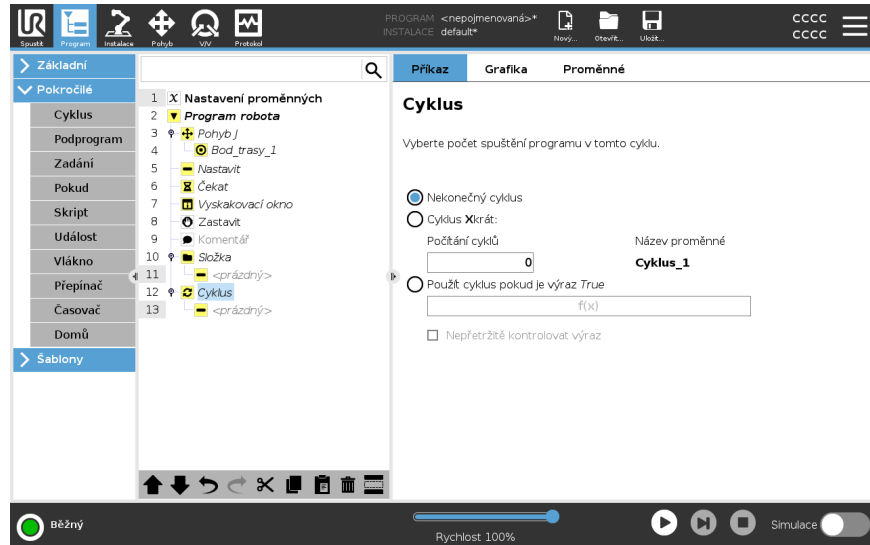 UR
Spustit Program Instalace Pohyb V/V Protokol
PROGRAM <nepojmenovaná>*
INSTALACE default*
Nový... Otevřít... Uložit...
CCCC
CCCC
Základní
Pokročilé
Cyklus
Podprogram
Zadání
Pokud
Skript
Událost
Vlákno
Přepínač
Časovač
Domů
Šablony
1 X Nastavení proměnných
2 Program robota
3 Pohyb J
4 Bod_trasy_1
5 Nastavit
6 Čekat
7 Vyskakovací okno
8 Zastavit
9 Komentář
10 Složka
11 <prázdný>
12 Cyklus
13 <prázdný>
Příkaz Grafika Proměnné
Cyklus
Vyberte počet spuštění programu v tomto cyklu.
Nekonečný cyklus
Cyklus Xkrát:
Počítání cyklů Název proměnné
0 Cyklus_1
Použít cyklus pokud je výraz True
f(x)
Nepřetržitě kontrolovat výraz
Běžný
Rychlost 100%
Simulace